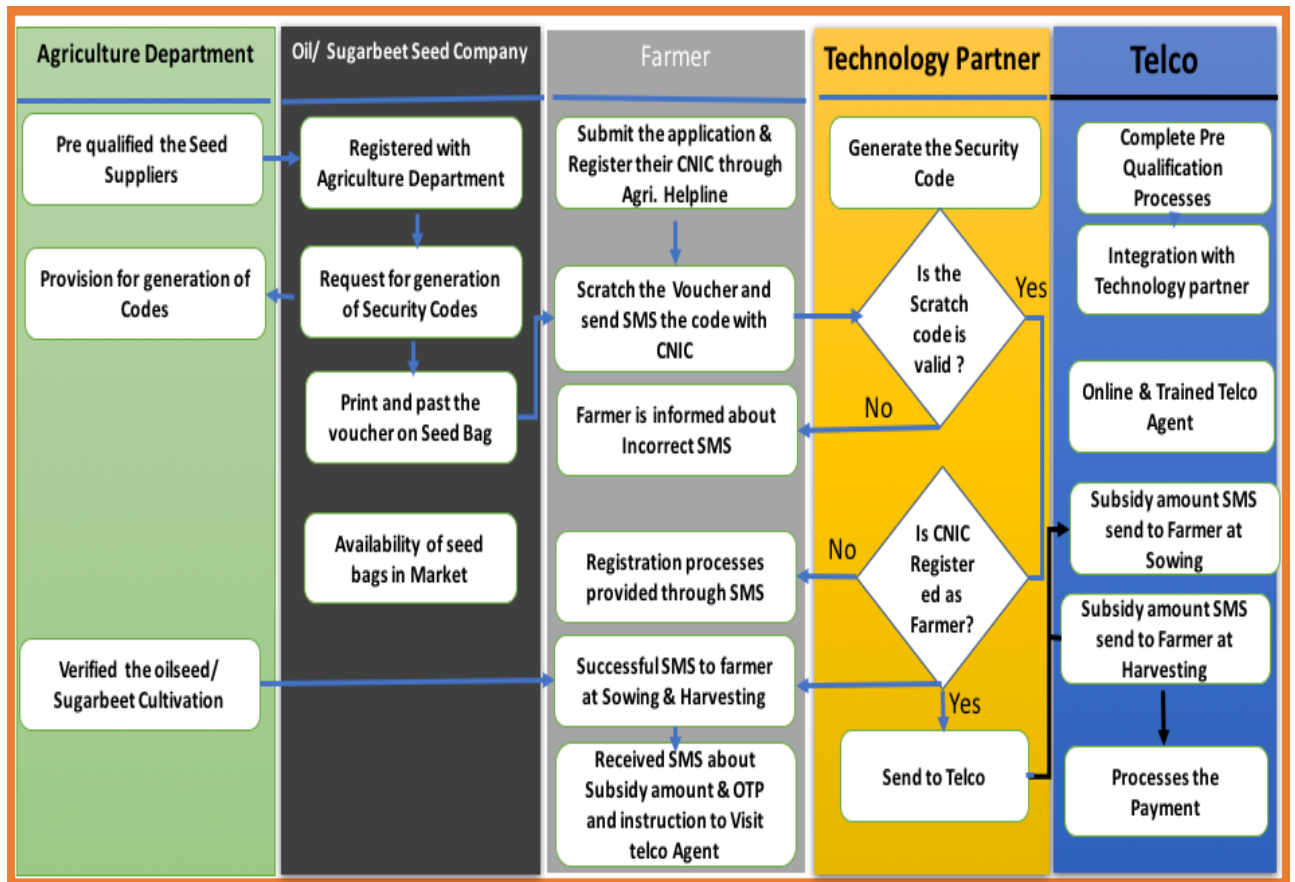 Agriculture Department
Pre qualified the Seed
Suppliers
Provision for generation of
Codes
Verified the oilseed/
Sugarbeet Cultivation
Oil/ Sugarbeet Seed Company
Registered with
Agriculture Department
Request for generation
of Security Codes
Print and past the
voucher on Seed Bag
Availability of seed
bags in Market
Farmer
Submit the application &
Register their CNIC through
Agri. Helpline
Scratch the Voucher and
send SMS the code with
CNIC
Farmer is informed about
Incorrect SMS
Registration processes
provided through SMS
Successful SMS to farmer
at Sowing & Harvesting
Received SMS about
Subsidy amount & OTP
and instruction to Visit
telco Agent
Technology Partner
Generate the Security
Code
Is the
Scratch
code is
valid ?
Yes
No
Is CNIC
Register
ed as
Farmer?
No
Yes
Send to Telco
Telco
Complete Pre
Qualification
Processes
Integration with
Technology partner
Online & Trained Telco
Agent
Subsidy amount SMS
send to Farmer at
Sowing
Subsidy amount SMS
send to Farmer at
Harvesting
Processes the
Payment